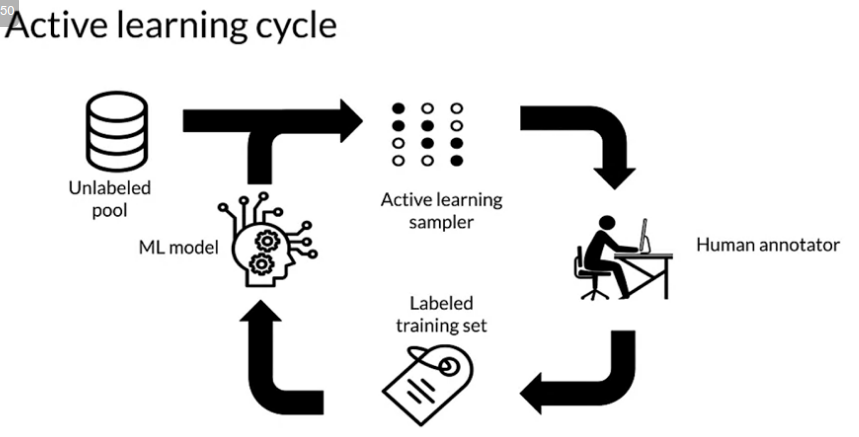 50
Active learning cycle
Unlabeled
pool
Active learning
sampler
ML model
Human annotator
Labeled
training set